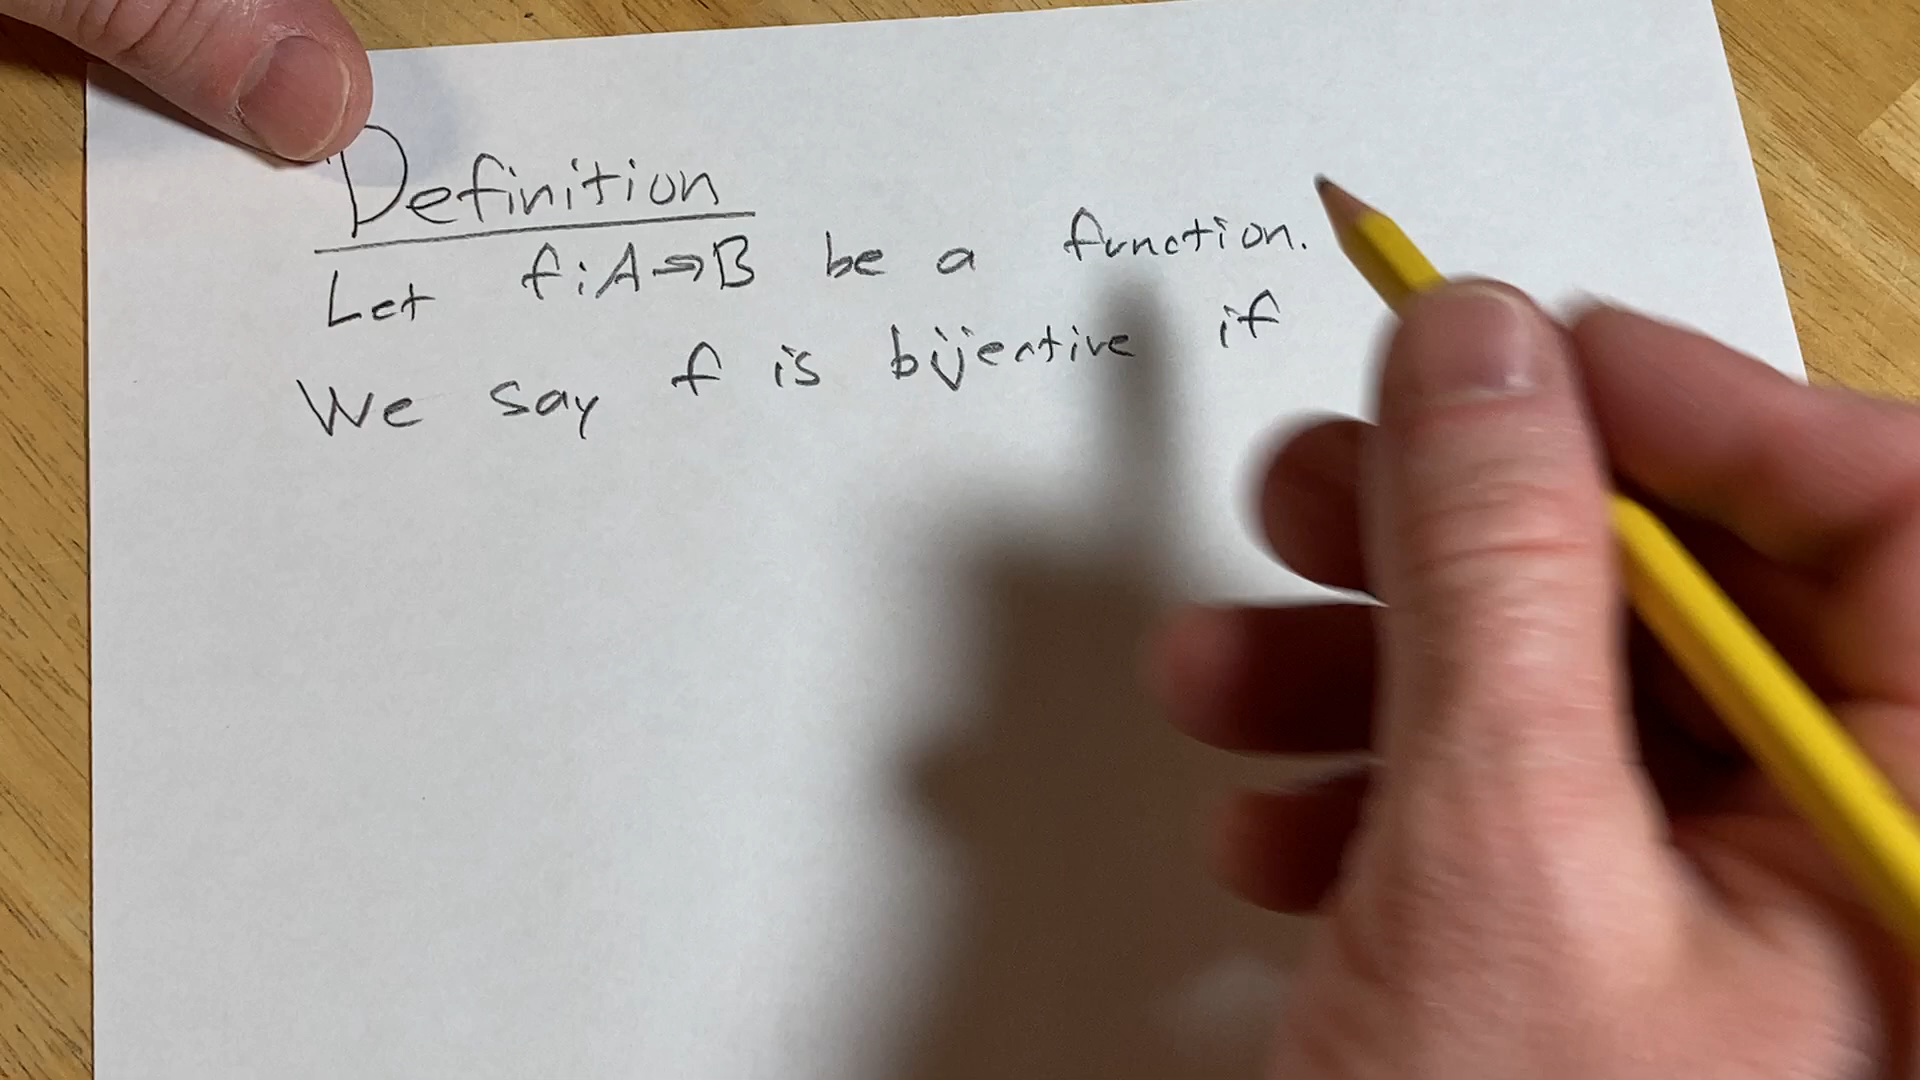 Definition
Let f:A→B be a function.
We say f is bijective if